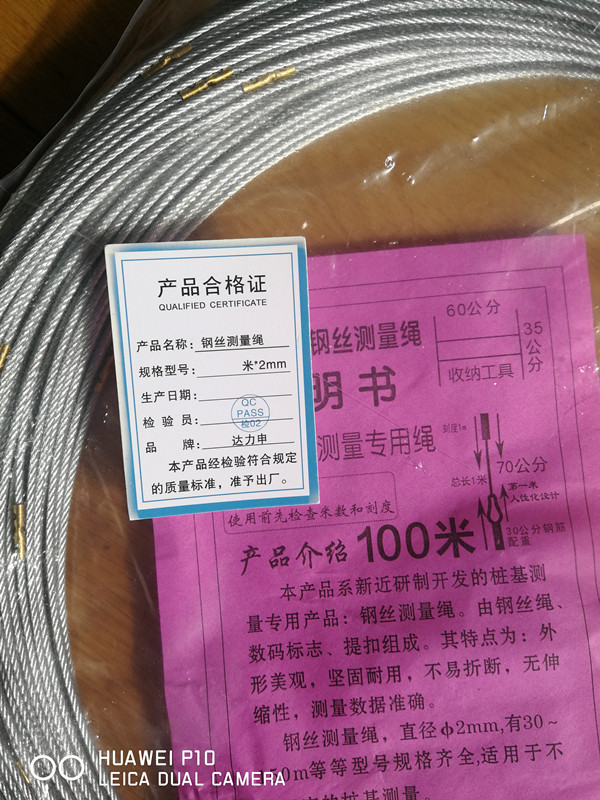 产品合格证
QUALIFIED CERTIFICATE
产品名称：钢丝测量绳
规格型号：米*2mm
生产日期：
检验员：
QC
PASS
检02
品牌：达力申
本产品经检验符合规定
的质量标准，准予出厂。
钢丝测量绳
明书
测量专用绳
使用前先检查米数和刻度
60公分
35公分
收纳工具
刻度1m
总长1米
70公分
第一米
人性化设计
30公分钢筋
配重
产品介绍 100米
本产品系新近研制开发的桩基测
量专用产品：钢丝测量绳。由钢丝绳、
数码标志、提扣组成。其特点为：外
形美观，坚固耐用，不易折断，无伸
缩性，测量数据准确。
钢丝测量绳，直径ф2mm,有30～
0m等等型号规格齐全,适用于不
的桩基测量。
HUAWEI P10
LEICA DUAL CAMERA